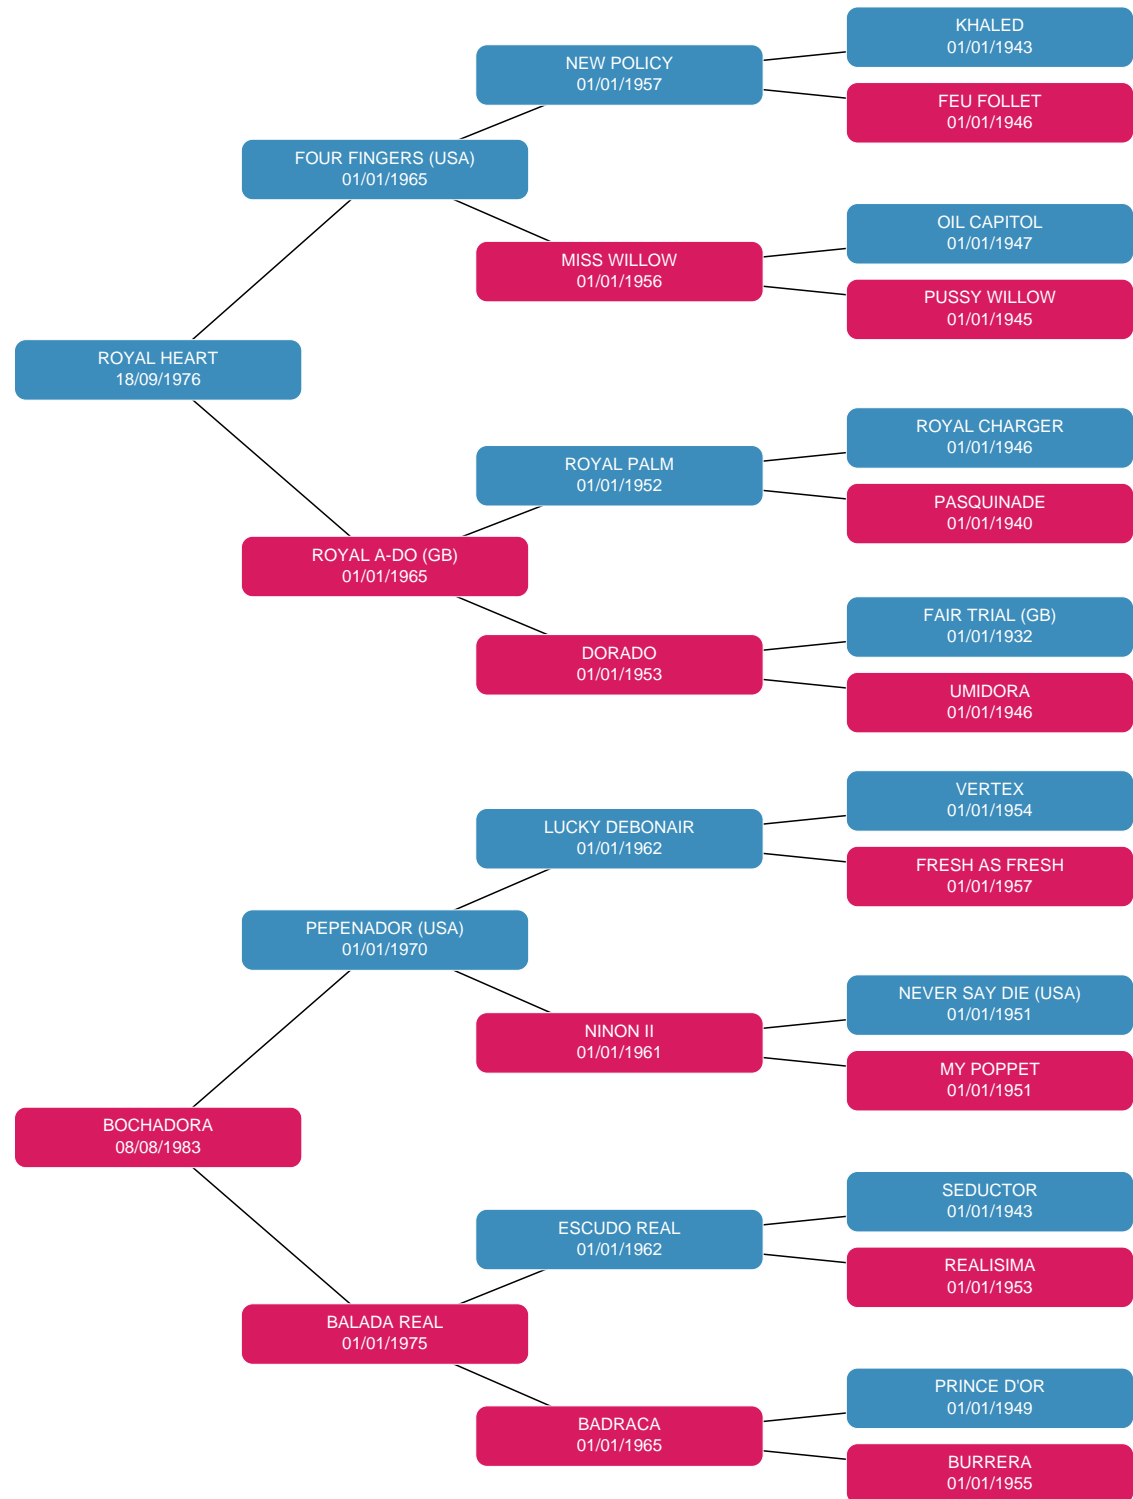 KHALED
01/01/1943
NEW POLICY
01/01/1957
FEU FOLLET
01/01/1946
FOUR FINGERS (USA)
01/01/1965
OIL CAPITOL
01/01/1947
MISS WILLOW
01/01/1956
PUSSY WILLOW
01/01/1945
ROYAL HEART
18/09/1976
ROYAL CHARGER
01/01/1946
ROYAL PALM
01/01/1952
PASQUINADE
01/01/1940
ROYAL A-DO (GB)
01/01/1965
FAIR TRIAL (GB)
01/01/1932
DORADO
01/01/1953
UMIDORA
01/01/1946
VERTEX
01/01/1954
LUCKY DEBONAIR
01/01/1962
FRESH AS FRESH
01/01/1957
PEPENADOR (USA)
01/01/1970
NEVER SAY DIE (USA)
01/01/1951
NINON II
01/01/1961
MY POPPET
01/01/1951
BOCHADORA
08/08/1983
SEDUCTOR
01/01/1943
ESCUDO REAL
01/01/1962
REALISIMA
01/01/1953
BALADA REAL
01/01/1975
PRINCE D'OR
01/01/1949
BADRACA
01/01/1965
BURRERA
01/01/1955